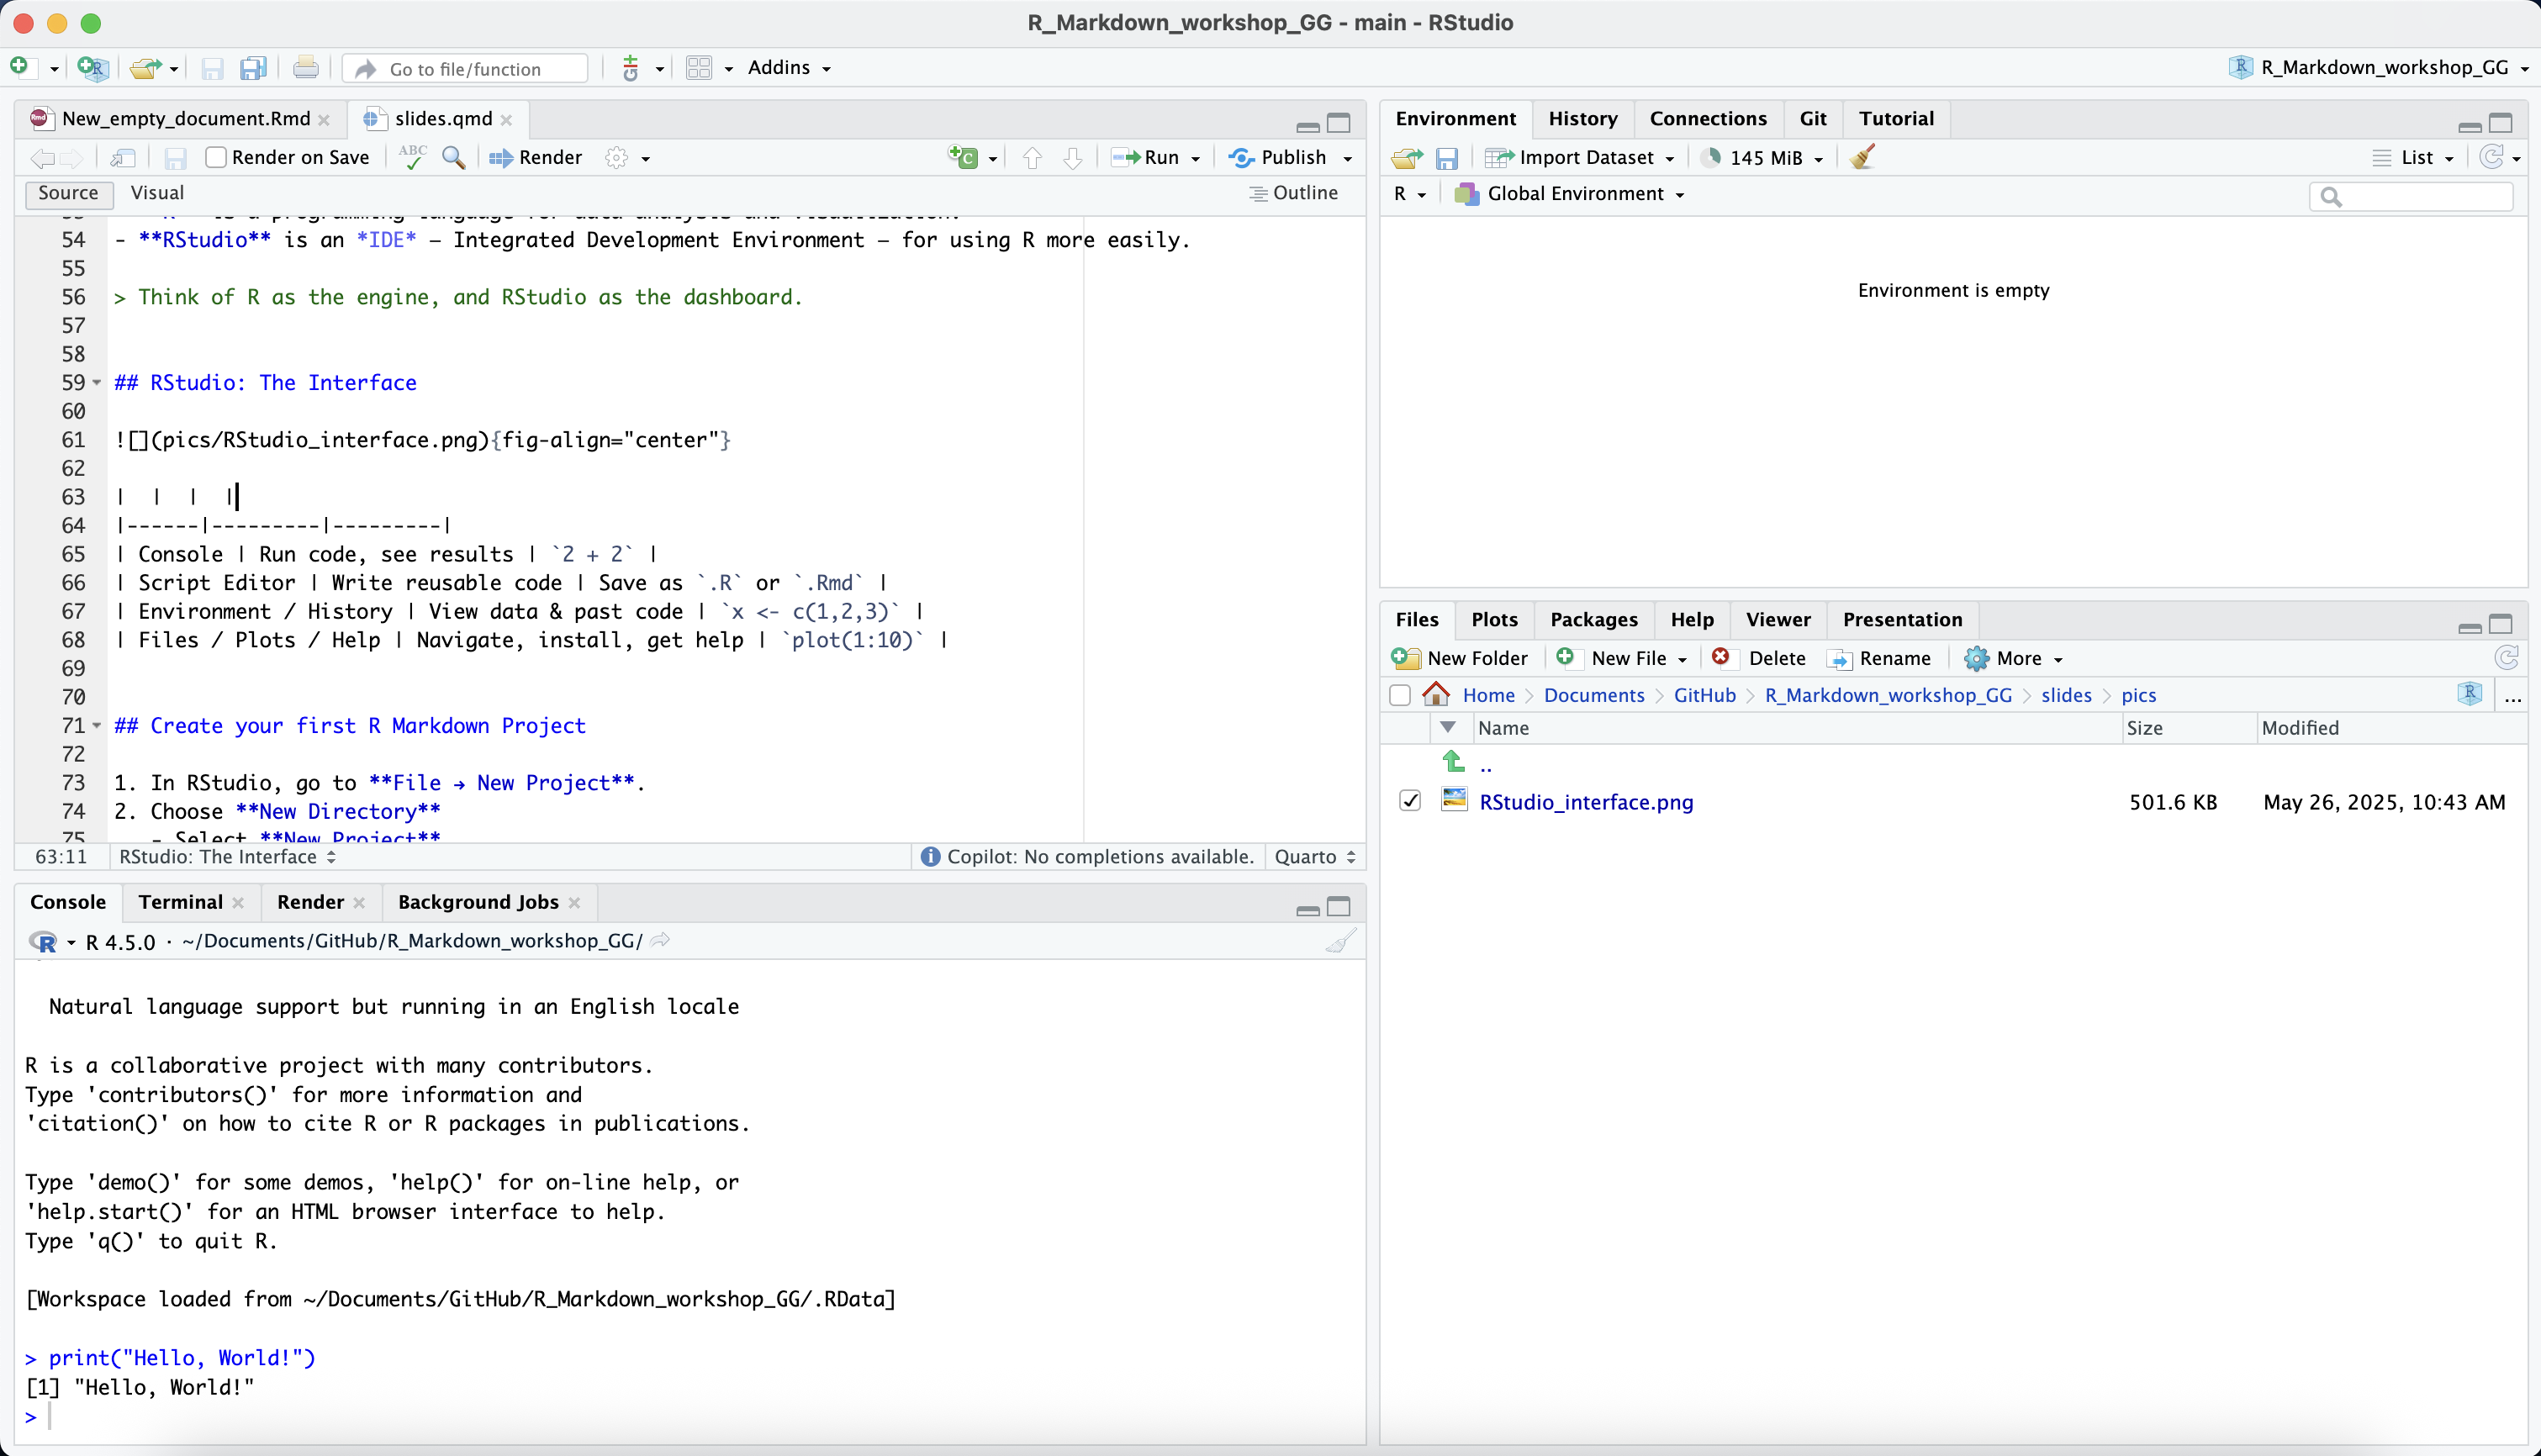 R_Markdown_workshop_GG - main - RStudio
Go to file/function
Addins
R_Markdown_workshop_GG
New_empty_document.Rmd
slides.qmd
Render on Save
ABC
Render
Run
Publish
Source
Visual
Outline
54 - **RStudio** is an *IDE* – Integrated Development Environment – for using R more easily.
55
56 > Think of R as the engine, and RStudio as the dashboard.
57
58
59 ## RStudio: The Interface
60
61 ![](pics/RStudio_interface.png){fig-align="center"}
62
63 | | | |
64 |------|---------|---------|
65 | Console | Run code, see results | `2 + 2` |
66 | Script Editor | Write reusable code | Save as `.R` or `.Rmd` |
67 | Environment / History | View data & past code | `x <- c(1,2,3)` |
68 | Files / Plots / Help | Navigate, install, get help | `plot(1:10)` |
69
70
71 ## Create your first R Markdown Project
72
73 1. In RStudio, go to **File → New Project**.
74 2. Choose **New Directory**
75 - Select **New Project**
63:11
RStudio: The Interface
Copilot: No completions available.
Quarto
Console
Terminal
Render
Background Jobs
R 4.5.0 · ~/Documents/GitHub/R_Markdown_workshop_GG/
Natural language support but running in an English locale
R is a collaborative project with many contributors.
Type 'contributors()' for more information and
'citation()' on how to cite R or R packages in publications.
Type 'demo()' for some demos, 'help()' for on-line help, or
'help.start()' for an HTML browser interface to help.
Type 'q()' to quit R.
[Workspace loaded from ~/Documents/GitHub/R_Markdown_workshop_GG/.RData]
> print("Hello, World!")
[1] "Hello, World!"
>
Environment
History
Connections
Git
Tutorial
Import Dataset
145 MiB
List
R
Global Environment
Environment is empty
Files
Plots
Packages
Help
Viewer
Presentation
New Folder
New File
Delete
Rename
More
Home
Documents
GitHub
R_Markdown_workshop_GG
slides
pics
...
Name
Size
Modified
..
RStudio_interface.png
501.6 KB
May 26, 2025, 10:43 AM